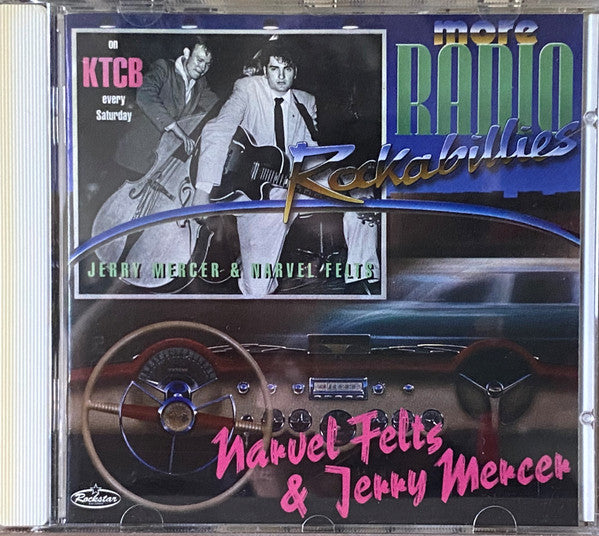 on
KTCB
every
Saturday
more
RADIO
Rockabillies
JERRY MERCER & NARVEL FELTS
Narvel Felts
& Jerry Mercer
Rockstar